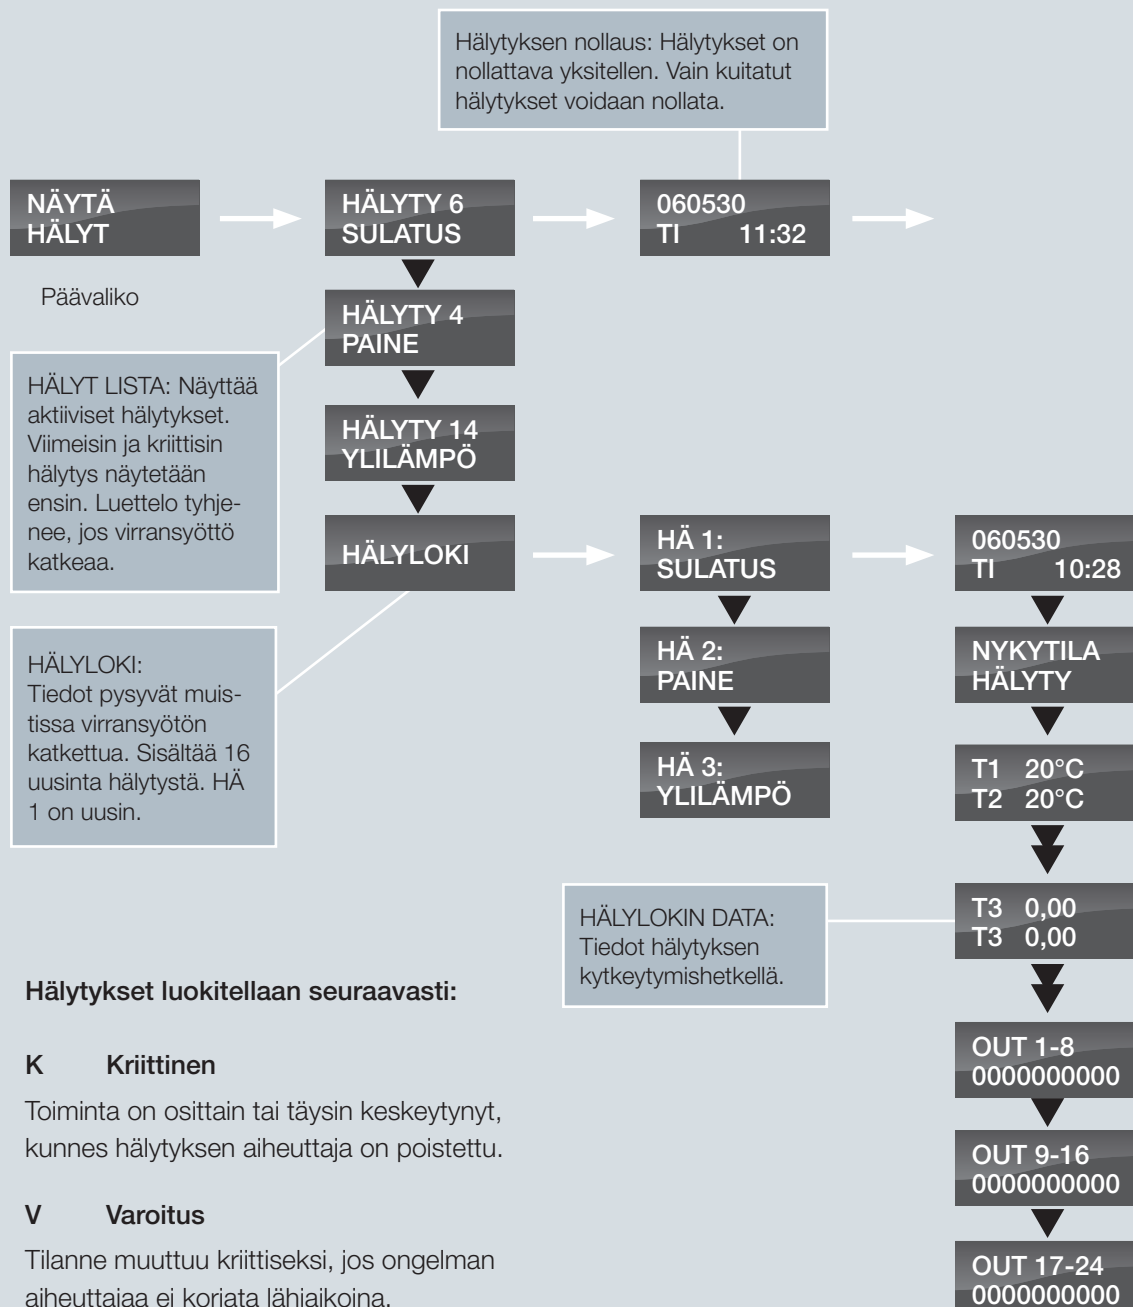 Hälytyksen nollaus: Hälytykset on
nollattava yksitellen. Vain kuitatut
hälytykset voidaan nollata.
NÄYTÄ
HÄLYT
HÄLYTY 6
SULATUS
060530
TI 11:32
Päävaliko
HÄLYTY 4
PAINE
HÄLYT LISTA: Näyttää
aktiiviset hälytykset.
Viimeisin ja kriittisin
hälytys näytetään
ensin. Luettelo tyhje-
nee, jos virransyöttö
katkeaa.
HÄLYTY 14
YLILÄMPÖ
HÄLYLOKI
HÄ 1:
SULATUS
060530
TI 10:28
HÄLYLOKI:
Tiedot pysyvät muis-
tissa virransyötön
katkettua. Sisältää 16
uusinta hälytystä. HÄ
1 on uusin.
HÄ 2:
PAINE
NYKYTILA
HÄLYTY
HÄ 3:
YLILÄMPÖ
T1 20°C
T2 20°C
HÄLYLOKIN DATA:
Tiedot hälytyksen
kytkeytymishetkellä.
T3 0,00
T3 0,00
Hälytykset luokitellaan seuraavasti:
K Kriittinen
Toiminta on osittain tai täysin keskeytynyt,
kunnes hälytyksen aiheuttaja on poistettu.
V Varoitus
Tilanne muuttuu kriittiseksi, jos ongelman
aiheuttajaa ei korjata lähiaikoina.
OUT 1-8
0000000000
OUT 9-16
0000000000
OUT 17-24
0000000000